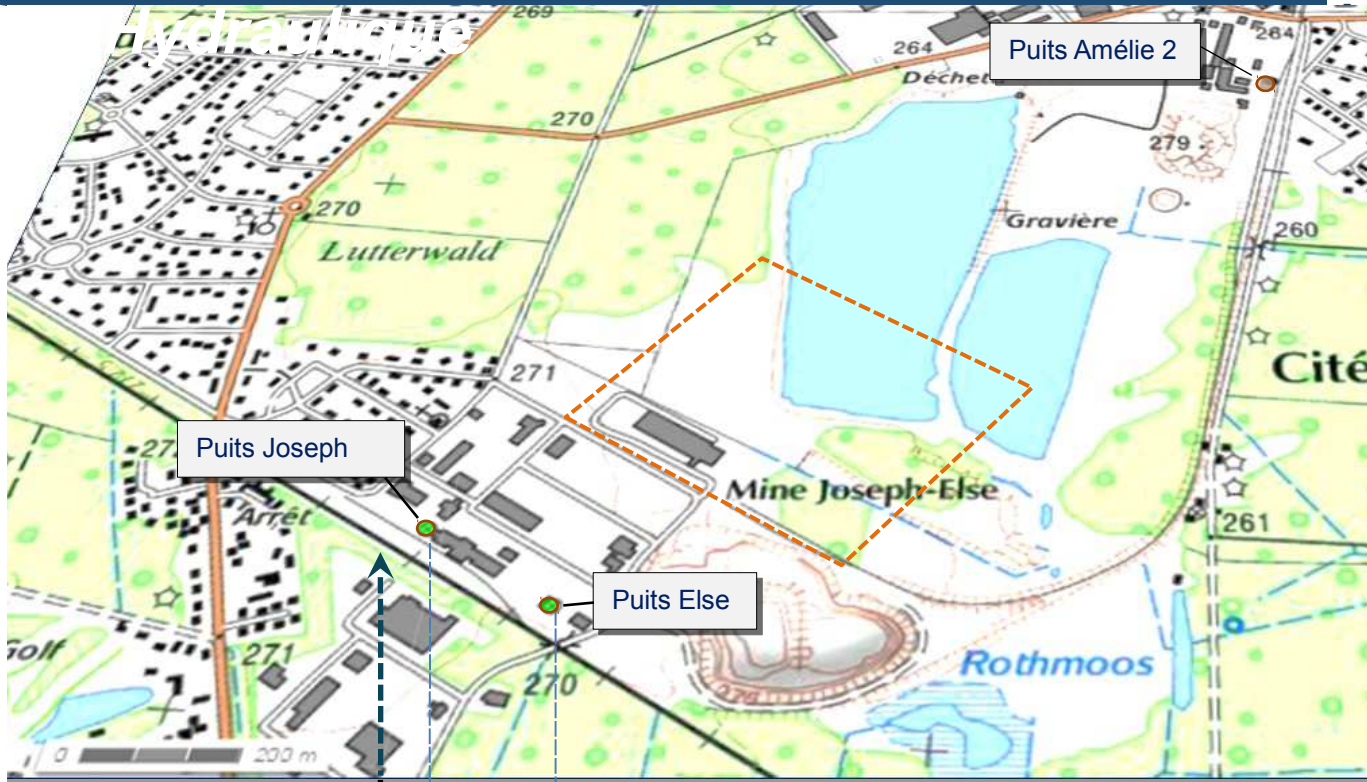 Hydraulique
269
264
264
Puits Amélie 2
Déchet
270
279
270
Gravière
260
Lutterwald
271
Cité
Puits Joseph
Mine Joseph-Else
Arrêt
261
Puits Else
Golf
271
270
Rothmoos
0 200 m